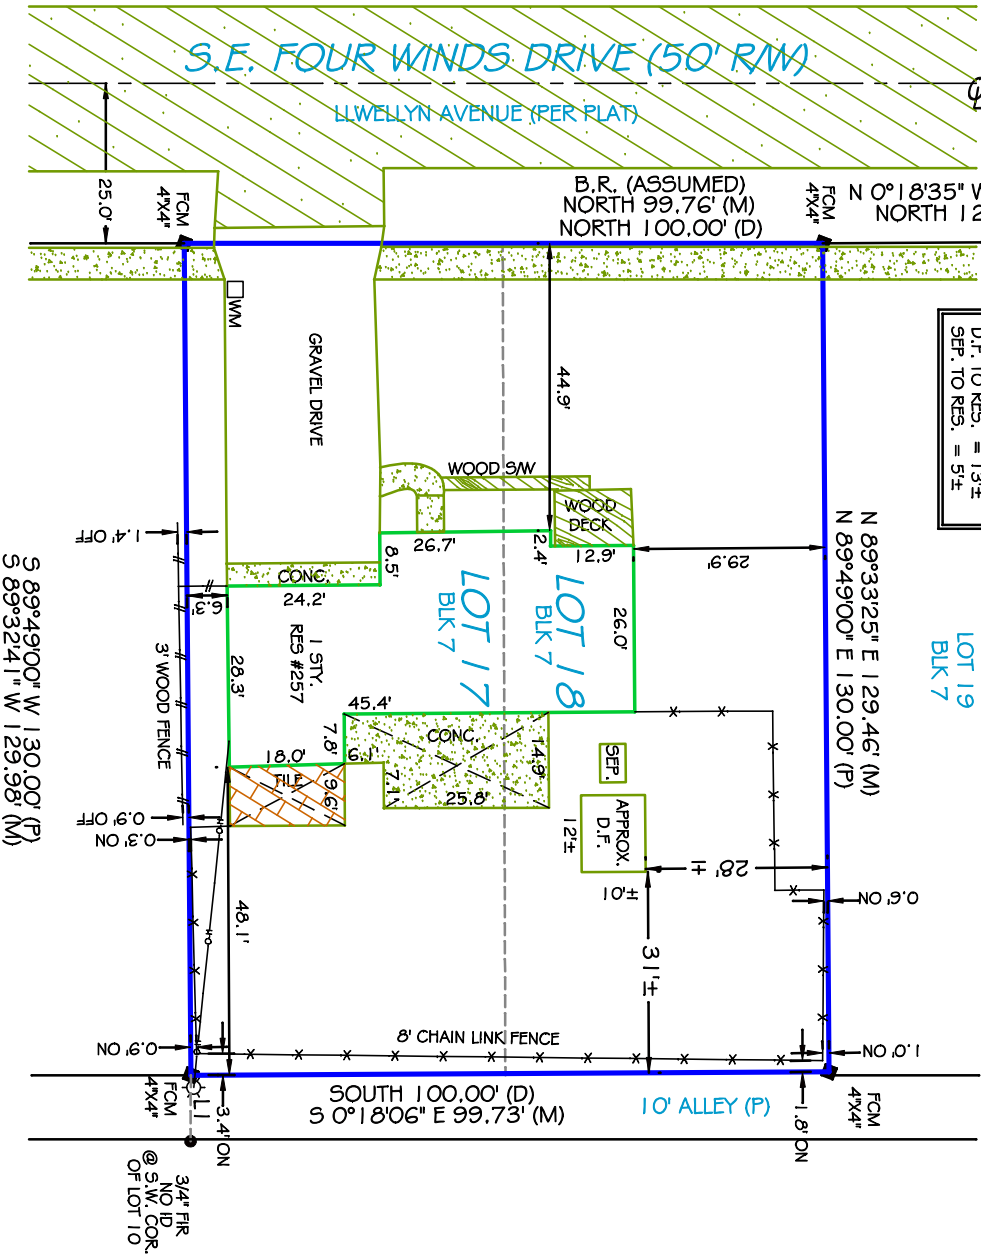 S.E. FOUR WINDS DRIVE (50' R/W)
LLWELLYN AVENUE (PER PLAT)
25.0'
FCM
4"X4"
B.R. (ASSUMED)
NORTH 99.76' (M)
NORTH 100.00' (D)
FCM
4"X4"
N 0°18'35" W
NORTH 12
WM
GRAVEL DRIVE
44.9'
D.F. TO RES. = 13'±
SEP. TO RES. = 5'±
WOOD S/W
WOOD
DECK
1.4' OFF
8.5'
26.7'
2.4'
12.9'
29.9'
CONC.
24.2'
6.3'
LOT 17
BLK 7
LOT 18
BLK 7
26.0'
N 89°33'25" E 129.46' (M)
N 89°49'00" E 130.00' (P)
LOT 19
BLK 7
S 89°49'00" W 130.00' (P)
S 89°32'41" W 129.98' (M)
3' WOOD FENCE
28.3'
1 STY.
RES #257
45.4'
7.8'
CONC.
14.9'
18.0'
6.1'
TILE
9.6'
7.1'
25.8'
SEP.
APPROX.
D.F.
12'±
10'±
28' ±
0.9' OFF
0.3' ON
0.6' ON
48.1'
31'±
8' CHAIN LINK FENCE
0.9' ON
1.0' ON
FCM
4"X4"
L1
3.4' ON
SOUTH 100.00' (D)
S 0°18'06" E 99.73' (M)
10' ALLEY (P)
1.8' ON
FCM
4"X4"
3/4" FIR
NO ID
@ S.W. COR.
OF LOT 10